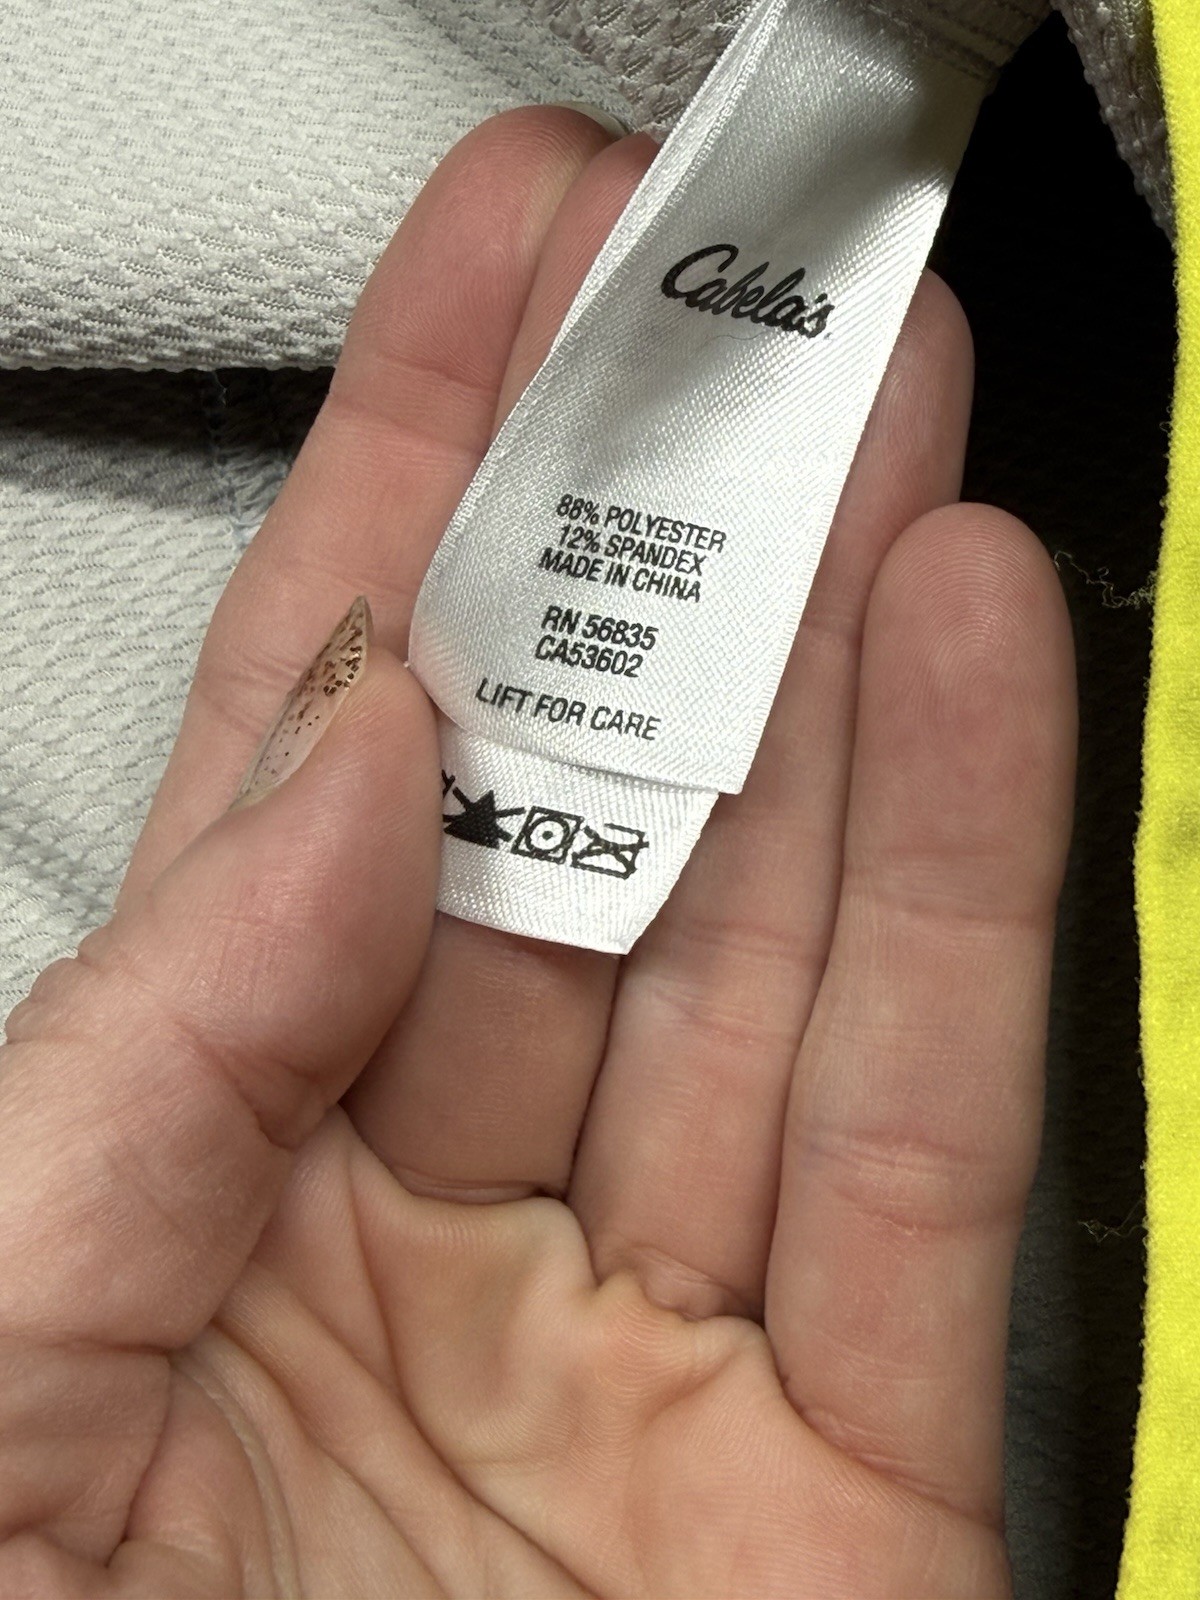 Cabela's
88% POLYESTER
12% SPANDEX
MADE IN CHINA
RN 56835
CA53602
LIFT FOR CARE